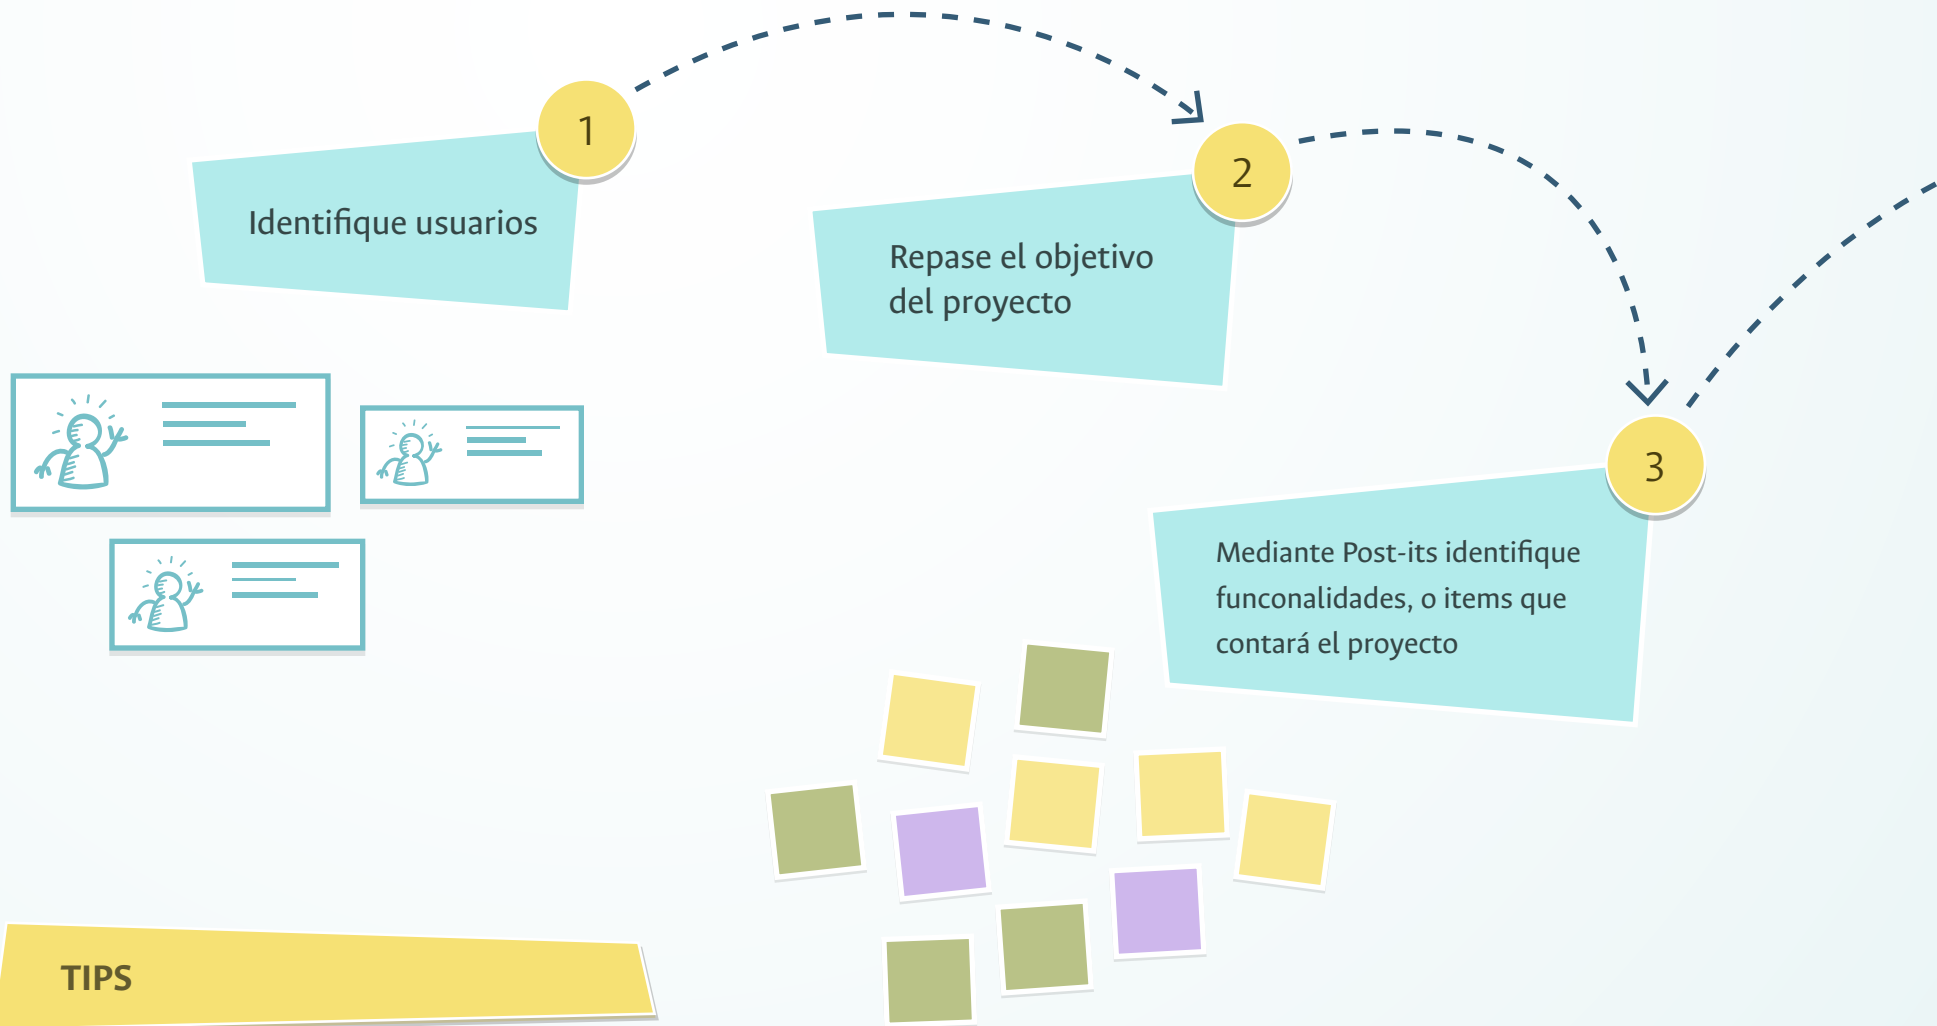 1
Identifique usuarios
2
Repase el objetivo
del proyecto
3
Mediante Post-its identifique
funconalidades, o items que
contará el proyecto
TIPS